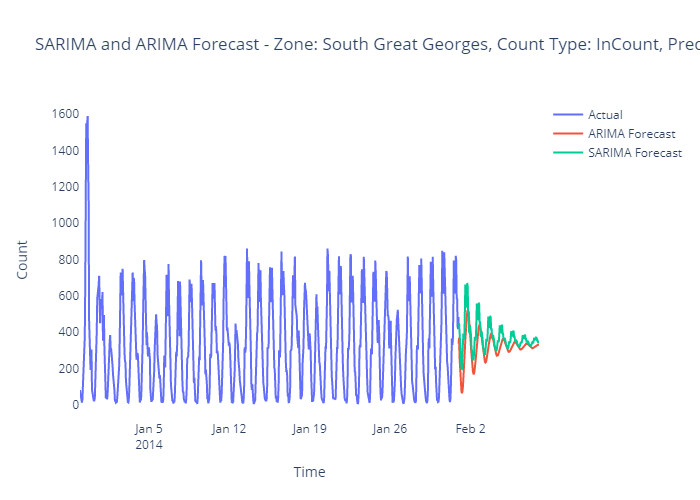 SARIMA and ARIMA Forecast - Zone: South Great Georges, Count Type: InCount,
1600
1400
1200
1000
800
600
400
200
0
Count
Jan 5
2014
Jan 12
Jan 19
Jan 26
Feb 2
Time
Actual
ARIMA Forecast
SARIMA Forecast